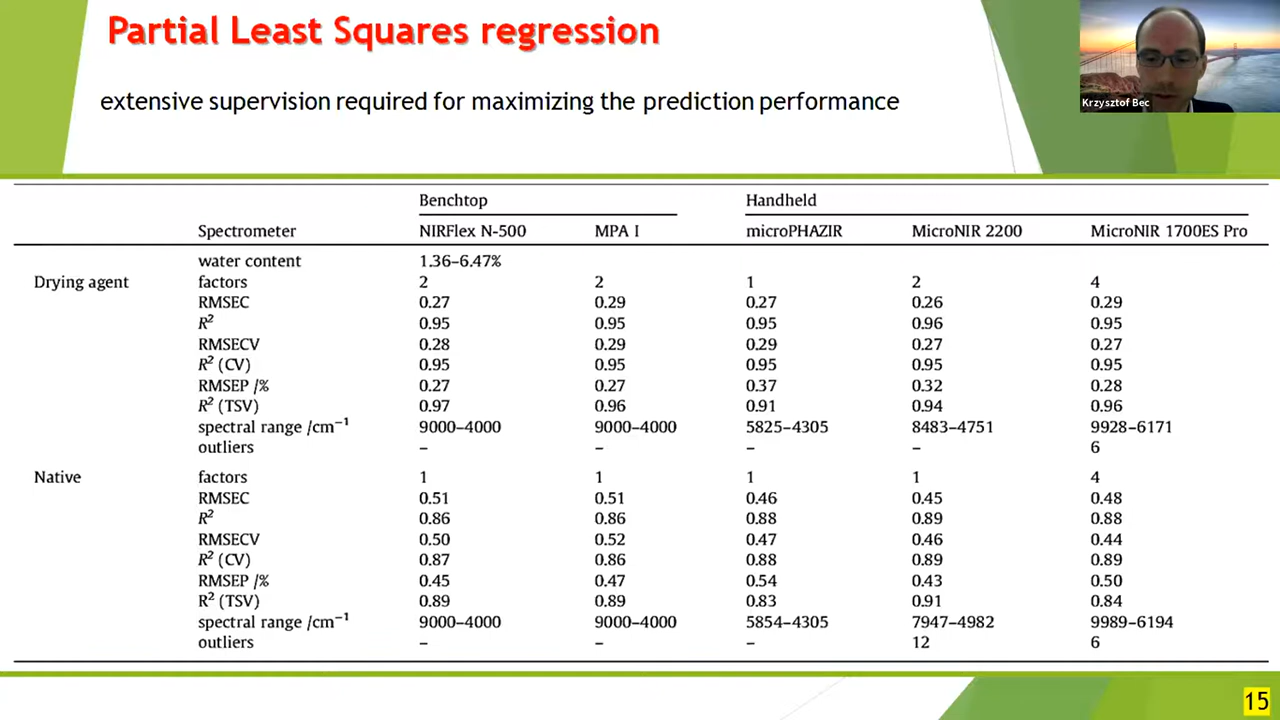 Partial Least Squares regression
Krzysztof Bec
extensive supervision required for maximizing the prediction performance
Benchtop Handheld
Spectrometer NIRFlex N-500 MPA I microPHAZIR MicroNIR 2200 MicroNIR 1700ES Pro
water content 1.36–6.47%
Drying agent factors 2 2 1 2 4
RMSEC 0.27 0.29 0.27 0.26 0.29
R² 0.95 0.95 0.95 0.96 0.95
RMSECV 0.28 0.29 0.29 0.27 0.27
R² (CV) 0.95 0.95 0.95 0.95 0.95
RMSEP /% 0.27 0.27 0.37 0.32 0.28
R² (TSV) 0.97 0.96 0.91 0.94 0.96
spectral range /cm⁻¹ 9000–4000 9000–4000 5825–4305 8483–4751 9928–6171
outliers – – – – 6
Native factors 1 1 1 1 4
RMSEC 0.51 0.51 0.46 0.45 0.48
R² 0.86 0.86 0.88 0.89 0.88
RMSECV 0.50 0.52 0.47 0.46 0.44
R² (CV) 0.87 0.86 0.88 0.89 0.89
RMSEP /% 0.45 0.47 0.54 0.43 0.50
R² (TSV) 0.89 0.89 0.83 0.91 0.84
spectral range /cm⁻¹ 9000–4000 9000–4000 5854–4305 7947–4982 9989–6194
outliers – – – 12 6
15